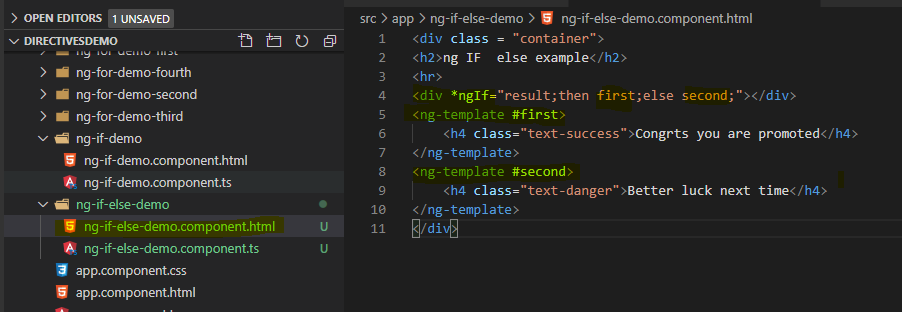 OPEN EDITORS 1 UNSAVED
DIRECTIVESDEMO
ng-for-demo-fourth
ng-for-demo-second
ng-for-demo-third
ng-if-demo
ng-if-demo.component.html
ng-if-demo.component.ts
ng-if-else-demo
ng-if-else-demo.component.html U
ng-if-else-demo.component.ts U
app.component.css
app.component.html
src > app > ng-if-else-demo > ng-if-else-demo.component.html
1 <div class = "container">
2 <h2>ng IF  else example</h2>
3 <hr>
4 <div *ngIf="result;then first;else second;"></div>
5 <ng-template #first>
6     <h4 class="text-success">Congrts you are promoted</h4>
7 </ng-template>
8 <ng-template #second>
9     <h4 class="text-danger">Better luck next time</h4>
10 </ng-template>
11 </div>